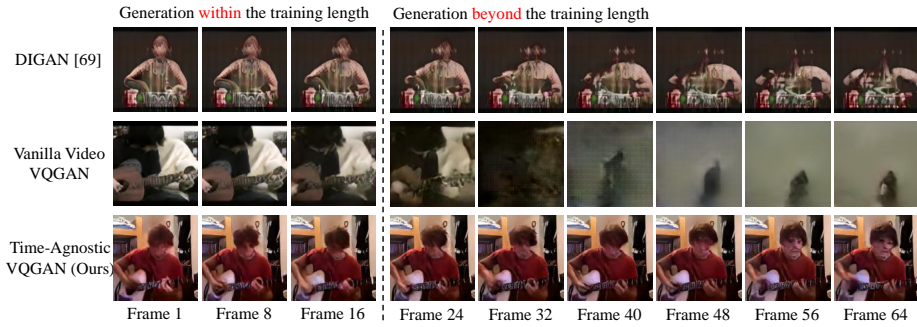 Generation within the training length
Generation beyond the training length
DIGAN [69]
Vanilla Video
VQGAN
Time-Agnostic
VQGAN (Ours)
Frame 1
Frame 8
Frame 16
Frame 24
Frame 32
Frame 40
Frame 48
Frame 56
Frame 64